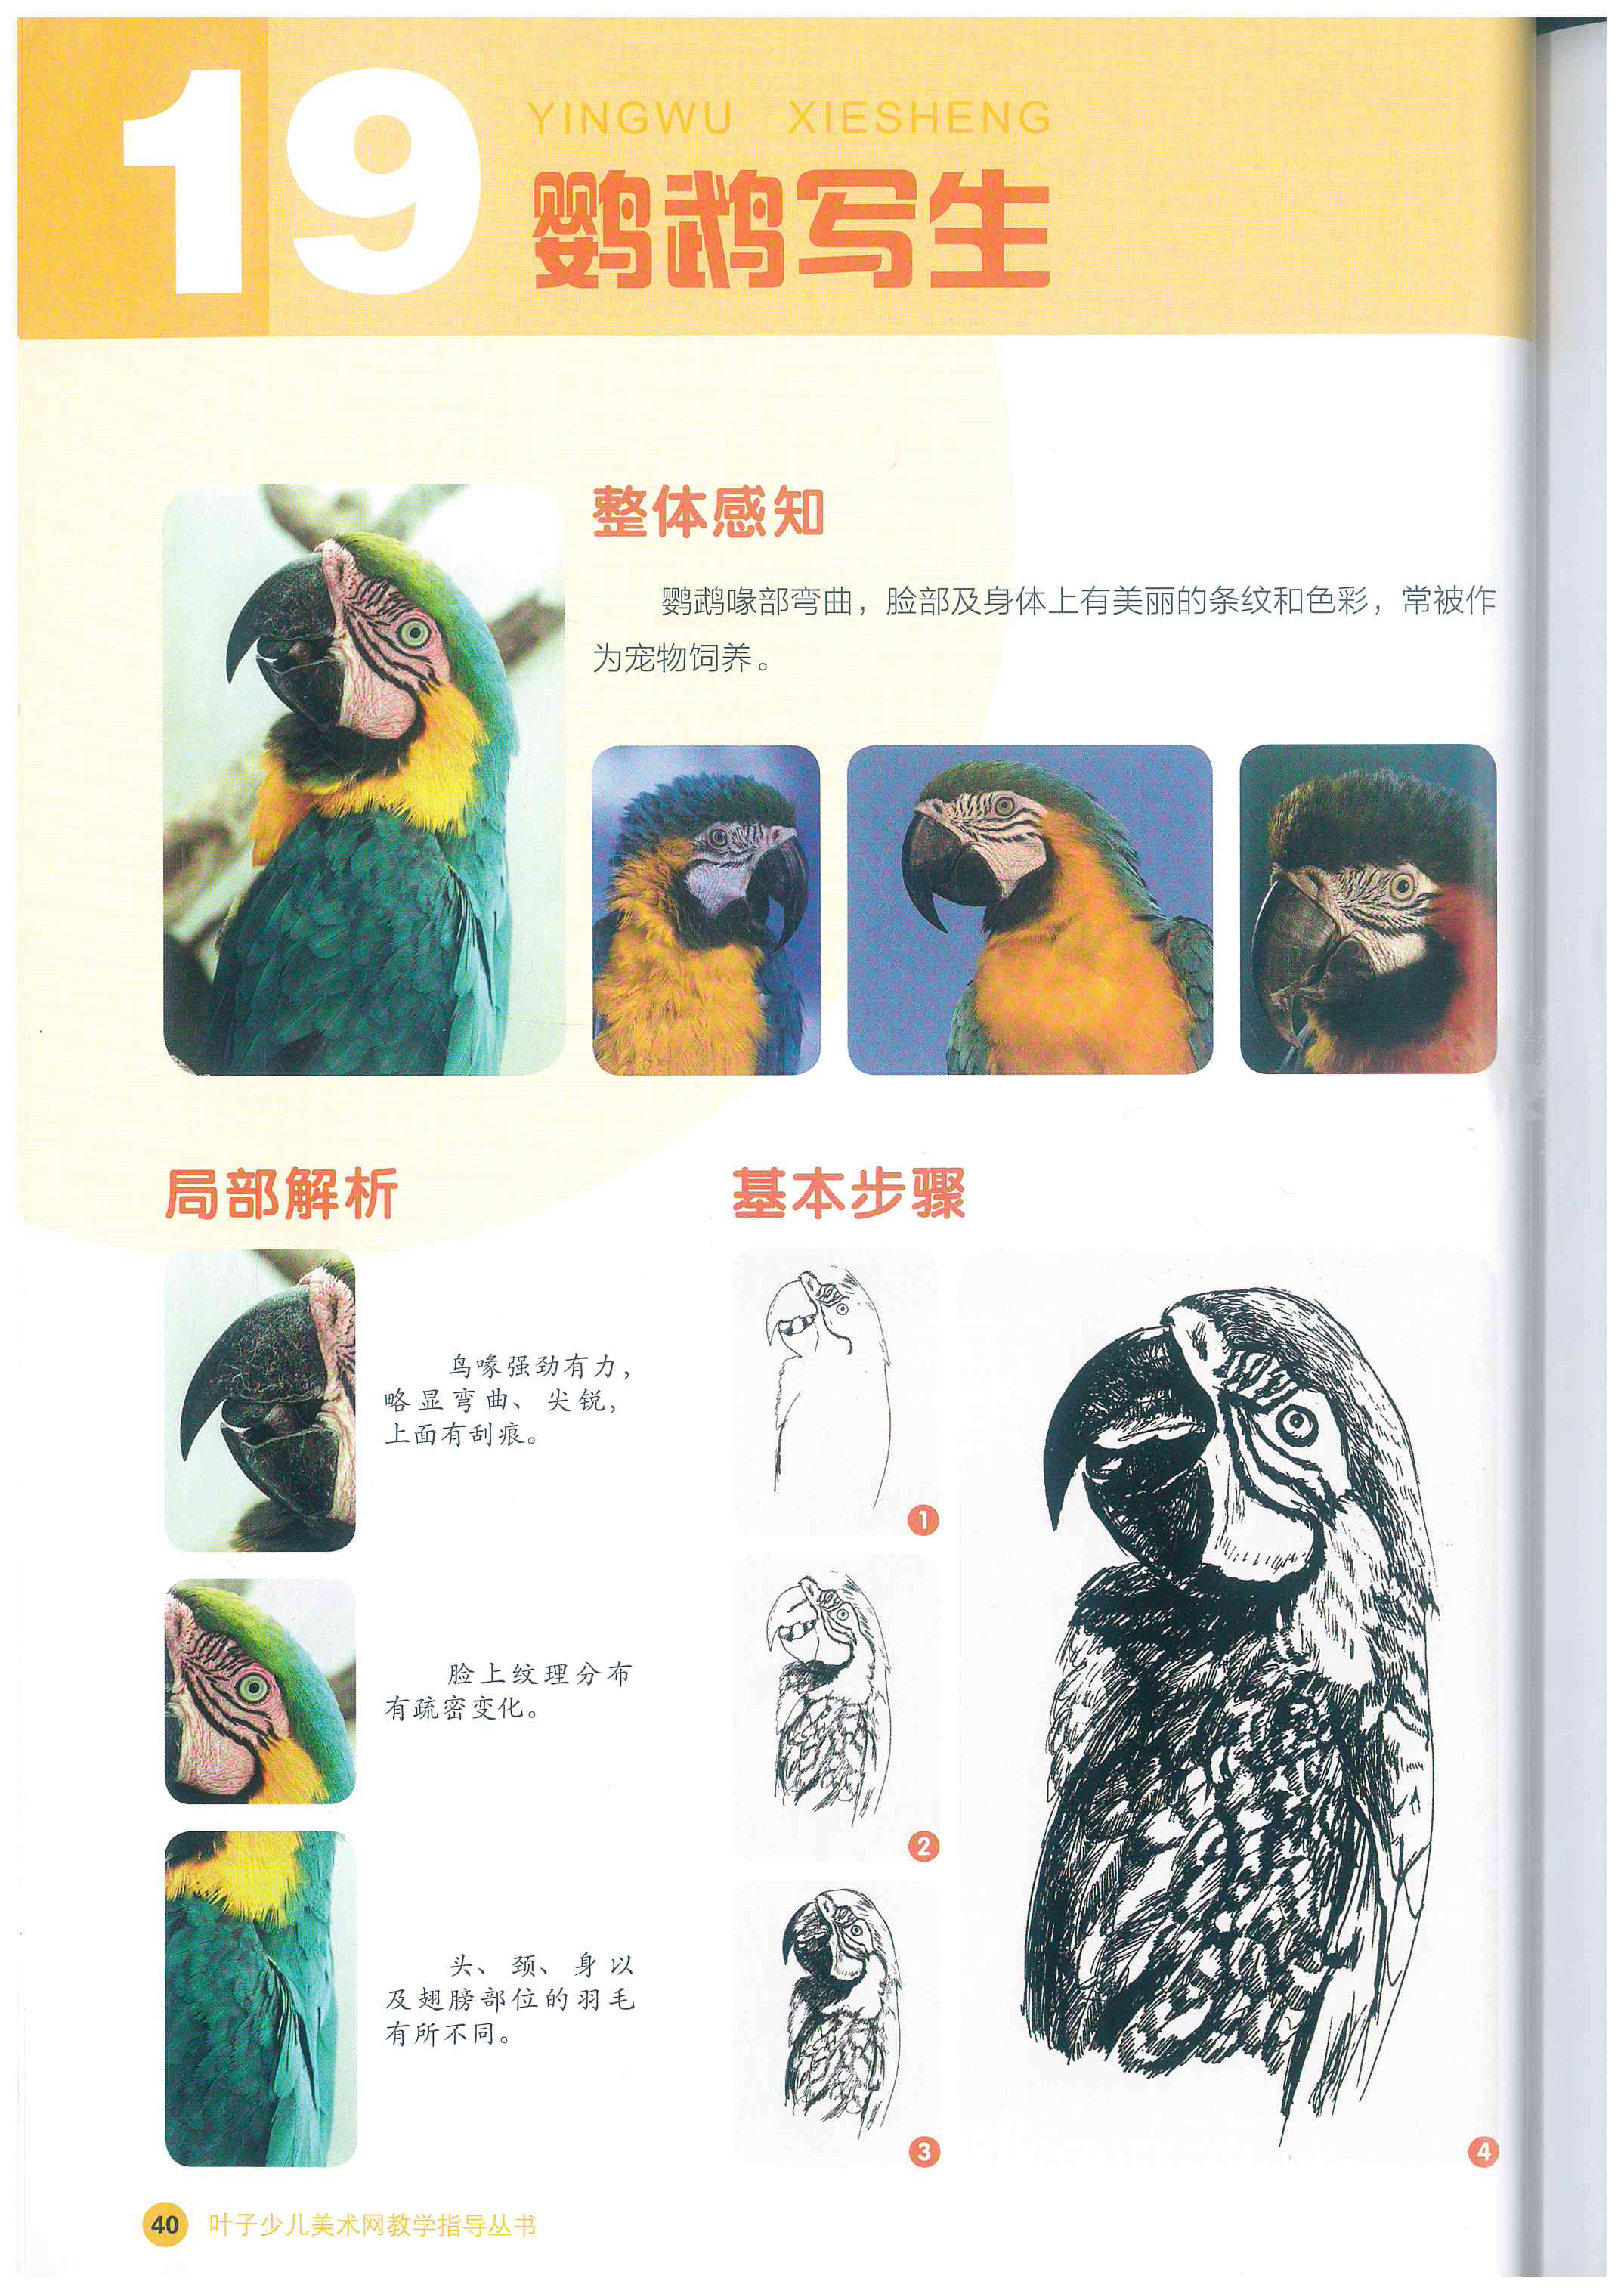 19
YINGWU XIESHENG
鹦鹉写生
整体感知
鹦鹉喙部弯曲，脸部及身体上有美丽的条纹和色彩，常被作
为宠物饲养。
局部解析
鸟喙强劲有力，
略显弯曲、尖锐，
上面有刮痕。
脸上纹理分布
有疏密变化。
头、颈、身以
及翅膀部位的羽毛
有所不同。
基本步骤
1
2
3
4
40 叶子少儿美术网教学指导丛书